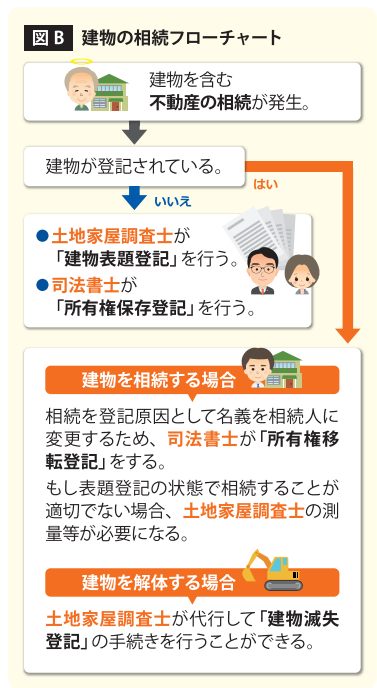 図B 建物の相続フローチャート
建物を含む
不動産の相続が発生。
建物が登記されている。
はい
いいえ
●土地家屋調査士が
「建物表題登記」を行う。
●司法書士が
「所有権保存登記」を行う。
建物を相続する場合
相続を登記原因として名義を相続人に
変更するため、司法書士が「所有権移
転登記」をする。
もし表題登記の状態で相続することが
適切でない場合、土地家屋調査士の測
量等が必要になる。
建物を解体する場合
土地家屋調査士が代行して「建物滅失
登記」の手続きを行うことができる。